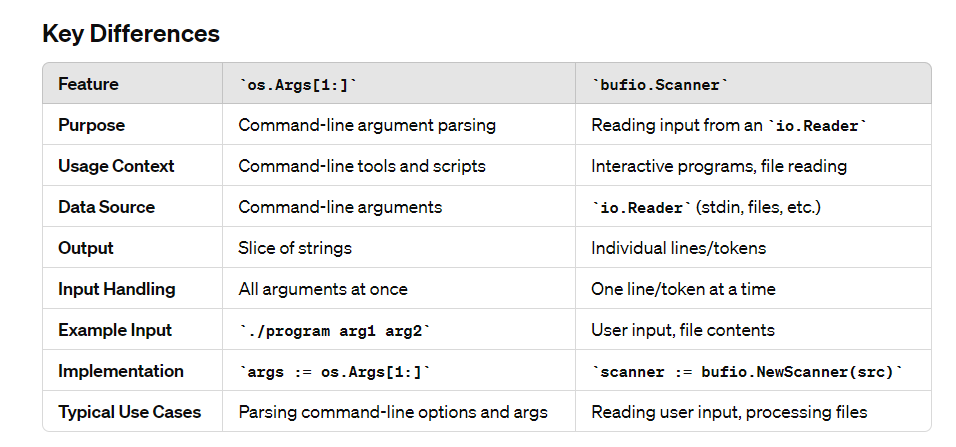 Key Differences
Feature `os.Args[1:]` `bufio.Scanner`
Purpose Command-line argument parsing Reading input from an `io.Reader`
Usage Context Command-line tools and scripts Interactive programs, file reading
Data Source Command-line arguments `io.Reader` (stdin, files, etc.)
Output Slice of strings Individual lines/tokens
Input Handling All arguments at once One line/token at a time
Example Input `./program arg1 arg2` User input, file contents
Implementation `args := os.Args[1:]` `scanner := bufio.NewScanner(src)`
Typical Use Cases Parsing command-line options and args Reading user input, processing files